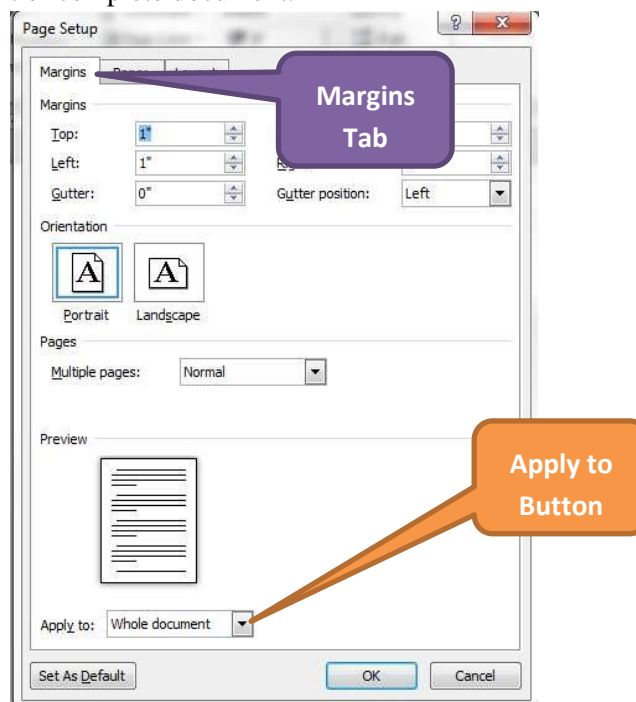 Page Setup
Margins
Margins
Tab
Margins
Top: 1"
Left: 1"
Gutter: 0" Gutter position: Left
Orientation
Portrait Landscape
Pages
Multiple pages: Normal
Preview
Apply to
Button
Apply to: Whole document
Set As Default OK Cancel